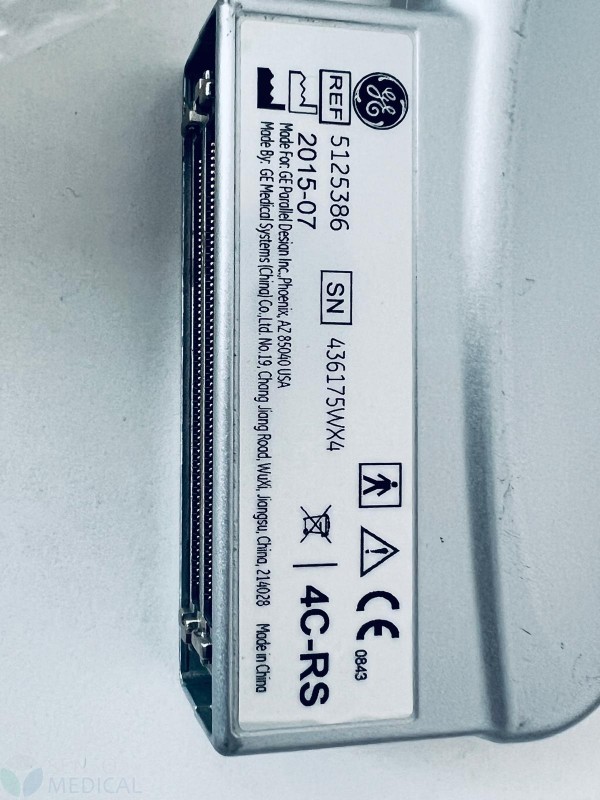 GE
REF 5125386
SN 436175WX4
2015-07
4C-RS
CE 0843
Made For: GE Parallel Design Inc., Phoenix, AZ 85040 USA
Made By: GE Medical Systems (China) Co., Ltd. No.19, Chang Jiang Road, WuXi, Jiangsu, China, 214028 Made in China
MEDICAL